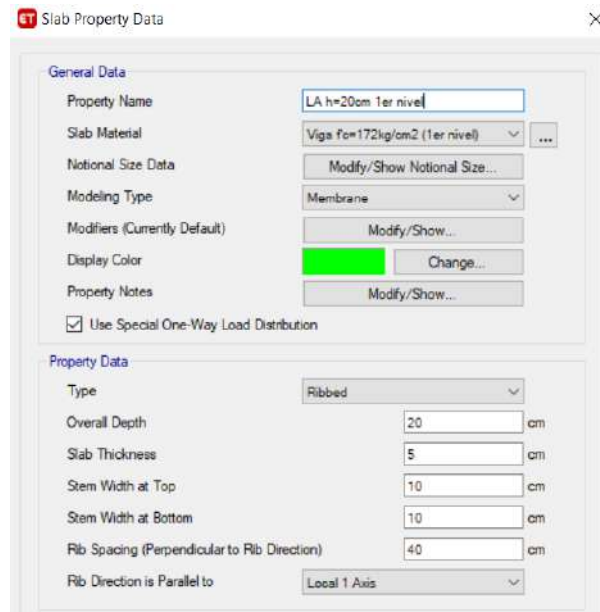 ET Slab Property Data
General Data
Property Name LA h=20cm 1er nivel
Slab Material Viga f'c=172kg/cm2 (1er nivel) ...
Notional Size Data Modify/Show Notional Size...
Modeling Type Membrane
Modifiers (Currently Default) Modify/Show...
Display Color Change...
Property Notes Modify/Show...
Use Special One-Way Load Distribution
Property Data
Type Ribbed
Overall Depth 20 cm
Slab Thickness 5 cm
Stem Width at Top 10 cm
Stem Width at Bottom 10 cm
Rib Spacing (Perpendicular to Rib Direction) 40 cm
Rib Direction is Parallel to Local 1 Axis